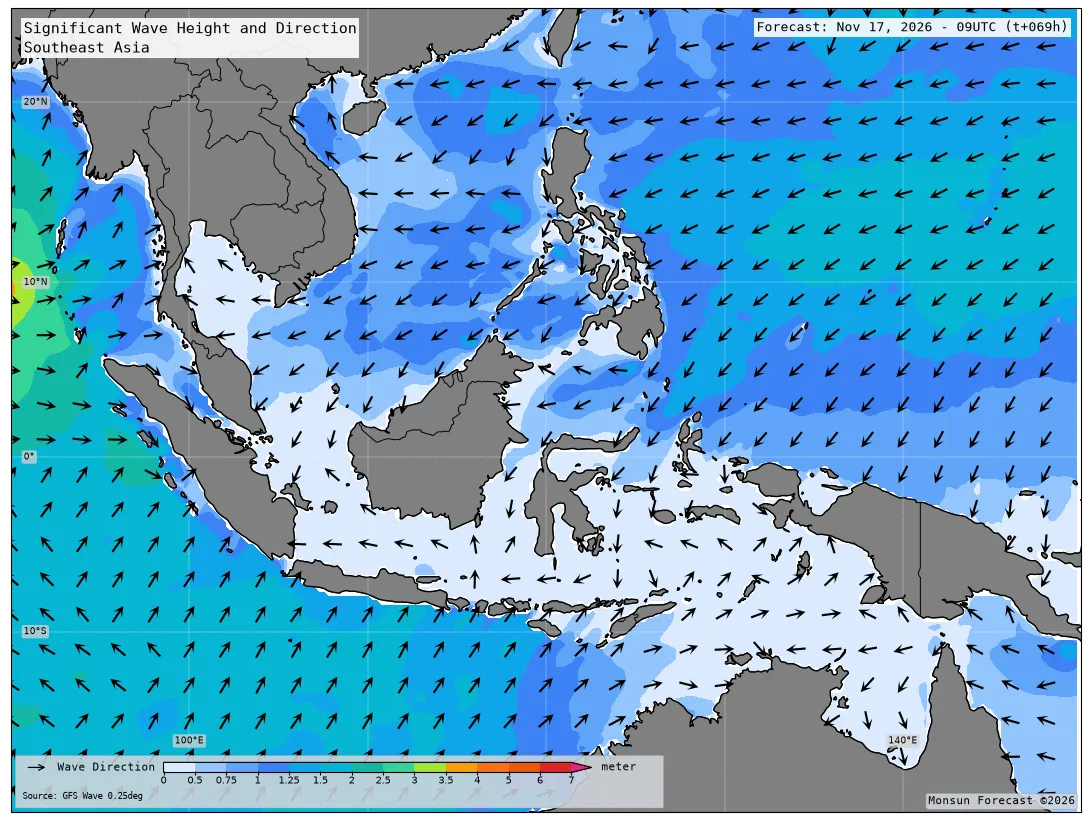 Significant Wave Height and Direction
Southeast Asia
Forecast: Nov 17, 2026 - 09UTC (t+069h)
20°N
10°N
0°
10°S
100°E
140°E
Wave Direction
meter
0 0.5 0.75 1 1.25 1.5 2 2.5 3 3.5 4 5 6 7
Source: GFS Wave 0.25deg
Monsun Forecast ©2026